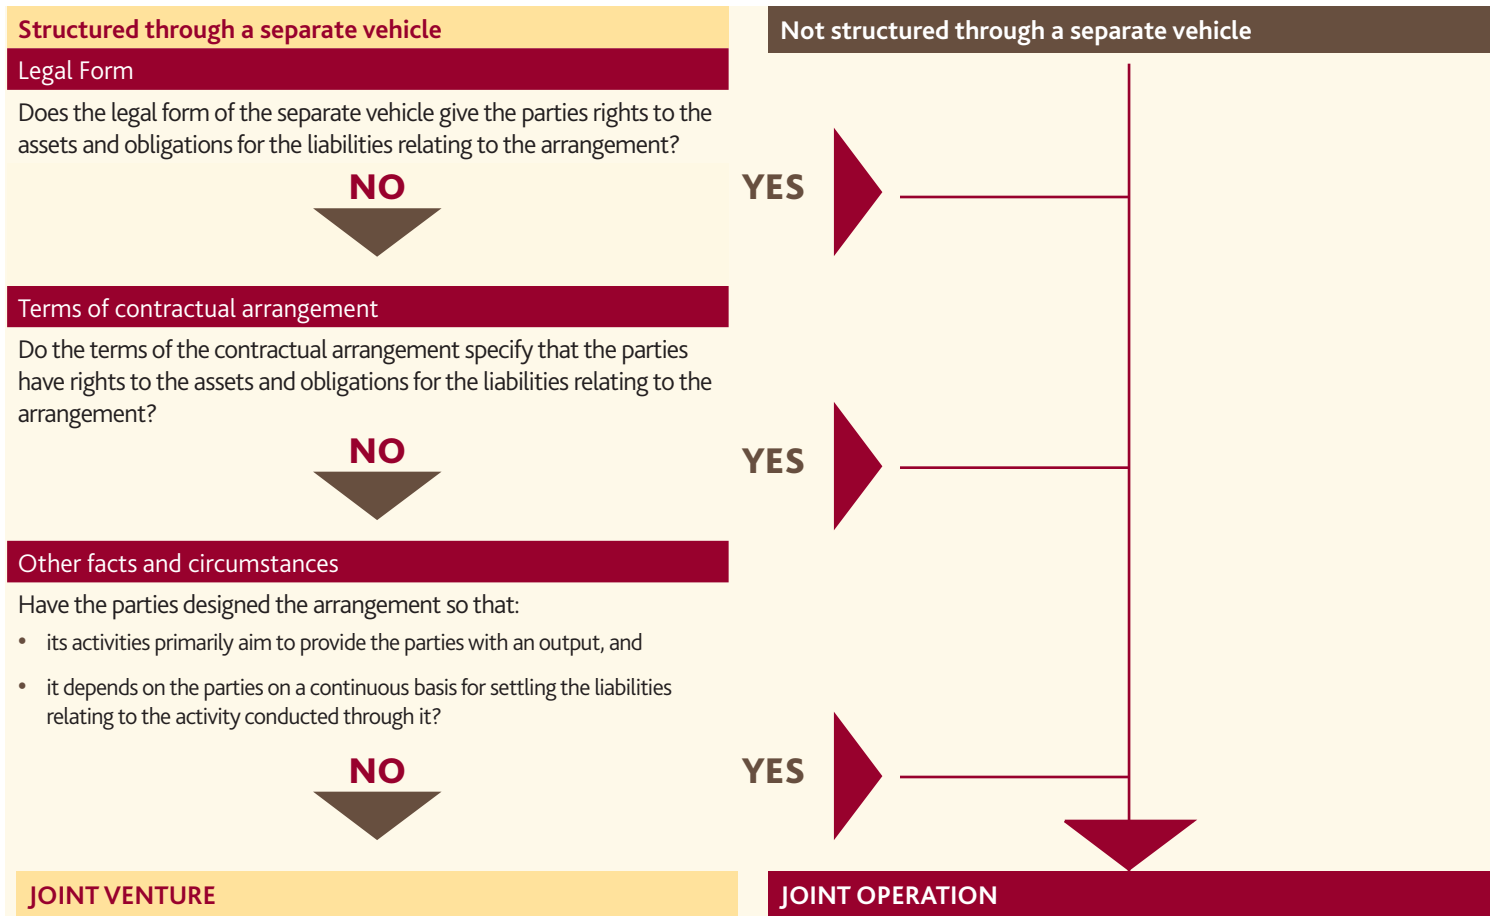 Structured through a separate vehicle
Not structured through a separate vehicle
Legal Form
Does the legal form of the separate vehicle give the parties rights to the
assets and obligations for the liabilities relating to the arrangement?
NO
YES
Terms of contractual arrangement
Do the terms of the contractual arrangement specify that the parties
have rights to the assets and obligations for the liabilities relating to the
arrangement?
NO
YES
Other facts and circumstances
Have the parties designed the arrangement so that:
• its activities primarily aim to provide the parties with an output, and
• it depends on the parties on a continuous basis for settling the liabilities
relating to the activity conducted through it?
NO
YES
JOINT VENTURE
JOINT OPERATION